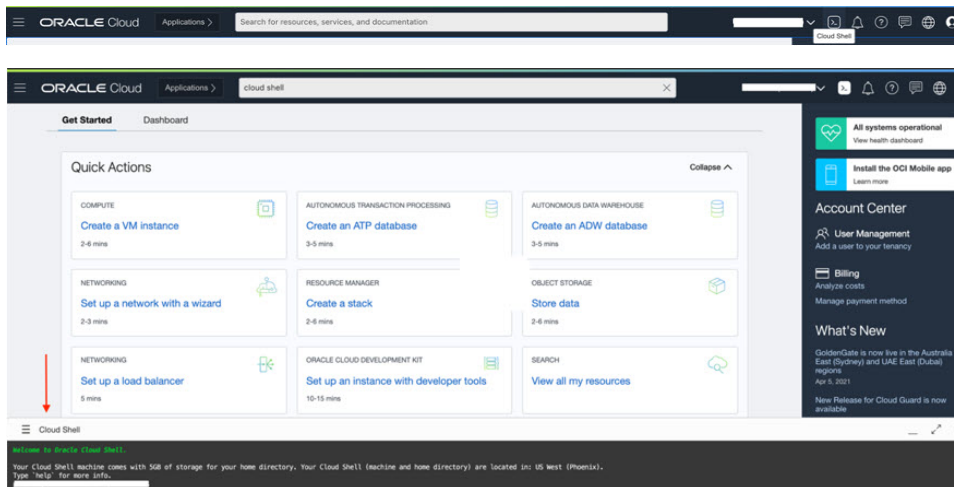 ORACLE Cloud
Applications >
Search for resources, services, and documentation
Cloud Shell
ORACLE Cloud
Applications >
cloud shell
Get Started
Dashboard
Quick Actions
Collapse
COMPUTE
Create a VM instance
2-6 mins
AUTONOMOUS TRANSACTION PROCESSING
Create an ATP database
3-5 mins
AUTONOMOUS DATA WAREHOUSE
Create an ADW database
3-5 mins
NETWORKING
Set up a network with a wizard
2-3 mins
RESOURCE MANAGER
Create a stack
2-6 mins
OBJECT STORAGE
Store data
2-6 mins
NETWORKING
Set up a load balancer
5 mins
ORACLE CLOUD DEVELOPMENT KIT
Set up an instance with developer tools
10-15 mins
SEARCH
View all my resources
All systems operational
View health dashboard
Install the OCI Mobile app
Learn more
Account Center
User Management
Add a user to your tenancy
Billing
Analyze costs
Manage payment method
What's New
GoldenGate is now live in the Australia
East (Sydney) and UAE East (Dubai)
regions
Apr 5, 2021
New Release for Cloud Guard is now
available
Cloud Shell
Welcome to Oracle Cloud Shell.
Your Cloud Shell machine comes with 5GB of storage for your home directory. Your Cloud Shell (machine and home directory) are located in: US West (Phoenix).
Type `help` for more info.